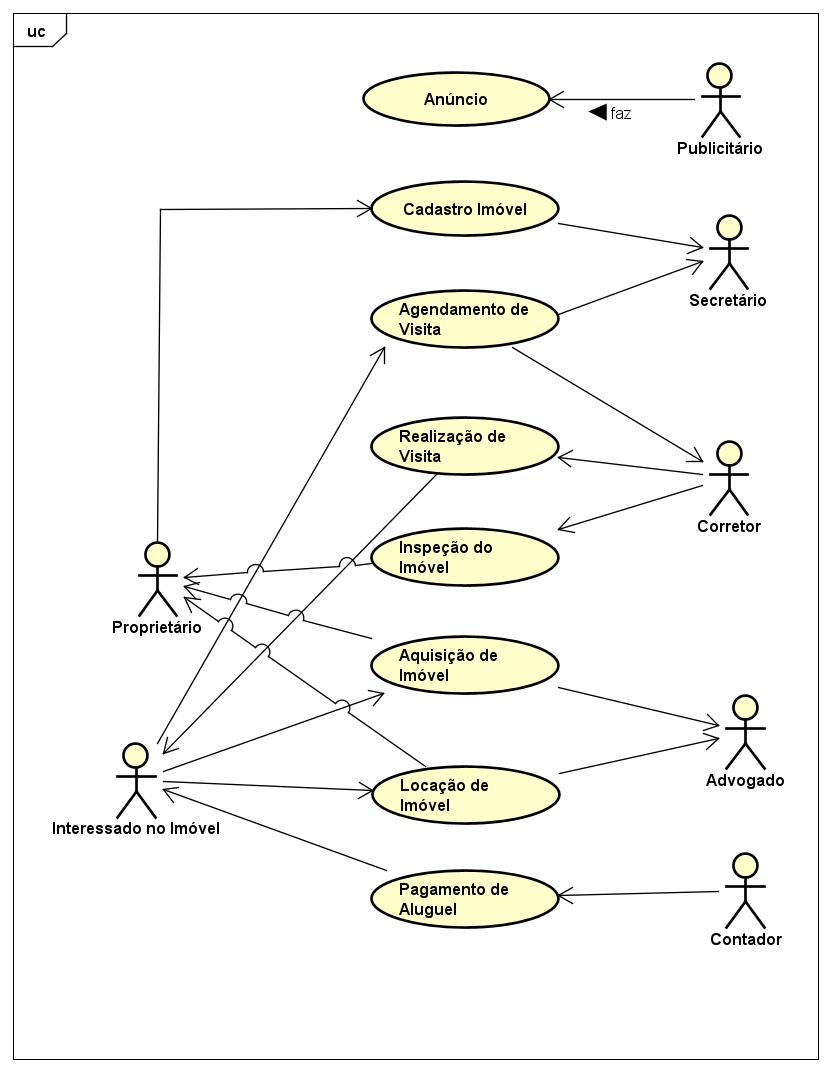 uc
Anúncio
faz
Publicitário
Cadastro Imóvel
Secretário
Agendamento de
Visita
Realização de
Visita
Corretor
Inspeção do
Imóvel
Proprietário
Aquisição de
Imóvel
Advogado
Locação de
Imóvel
Interessado no Imóvel
Pagamento de
Aluguel
Contador